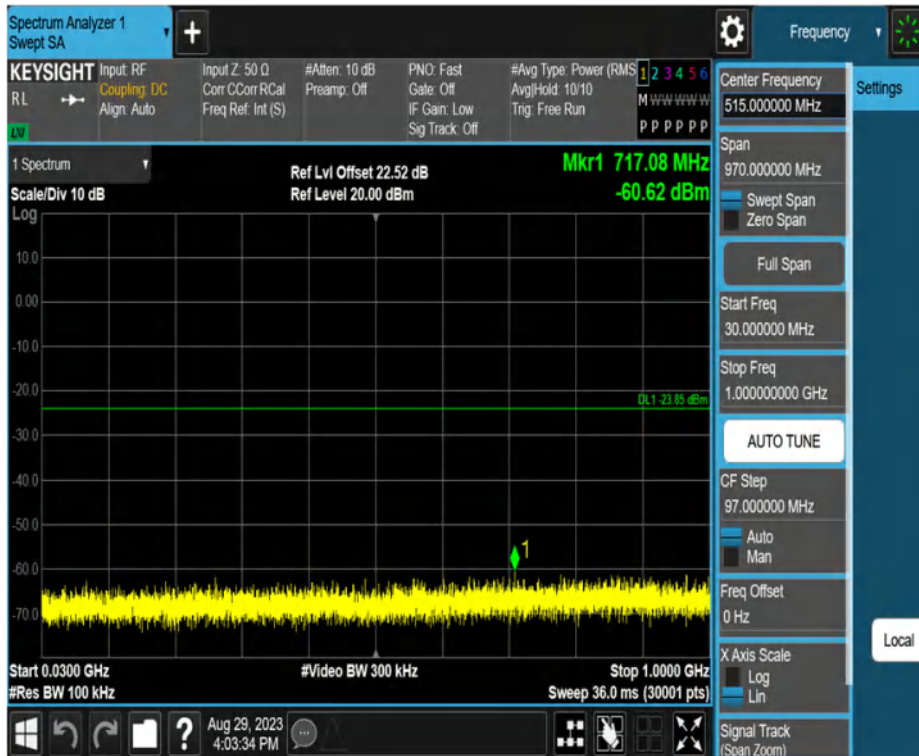 Spectrum Analyzer 1
Swept SA
+
Frequency
KEYSIGHT
RL
LNI
Input: RF
Coupling: DC
Align: Auto
Input Z: 50 Ω
Corr CCorr RCal
Freq Ref: Int (S)
#Atten: 10 dB
Preamp: Off
PNO: Fast
Gate: Off
IF Gain: Low
Sig Track: Off
#Avg Type: Power (RMS
Avg|Hold: 10/10
Trig: Free Run
1 2 3 4 5 6
M W W W W W
P P P P P P
1 Spectrum
Scale/Div 10 dB
Log
Ref Lvl Offset 22.52 dB
Ref Level 20.00 dBm
Mkr1 717.08 MHz
-60.62 dBm
10.0
0.00
-10.0
-20.0
-30.0
-40.0
-50.0
-60.0
-70.0
DL1 -23.85 dBm
1
Start 0.0300 GHz
#Res BW 100 kHz
#Video BW 300 kHz
Stop 1.0000 GHz
Sweep 36.0 ms (30001 pts)
?
Aug 29, 2023
4:03:34 PM
Center Frequency
515.000000 MHz
Span
970.000000 MHz
Swept Span
Zero Span
Full Span
Start Freq
30.000000 MHz
Stop Freq
1.000000000 GHz
AUTO TUNE
CF Step
97.000000 MHz
Auto
Man
Freq Offset
0 Hz
X Axis Scale
Log
Lin
Signal Track
(Span Zoom)
Settings
Local